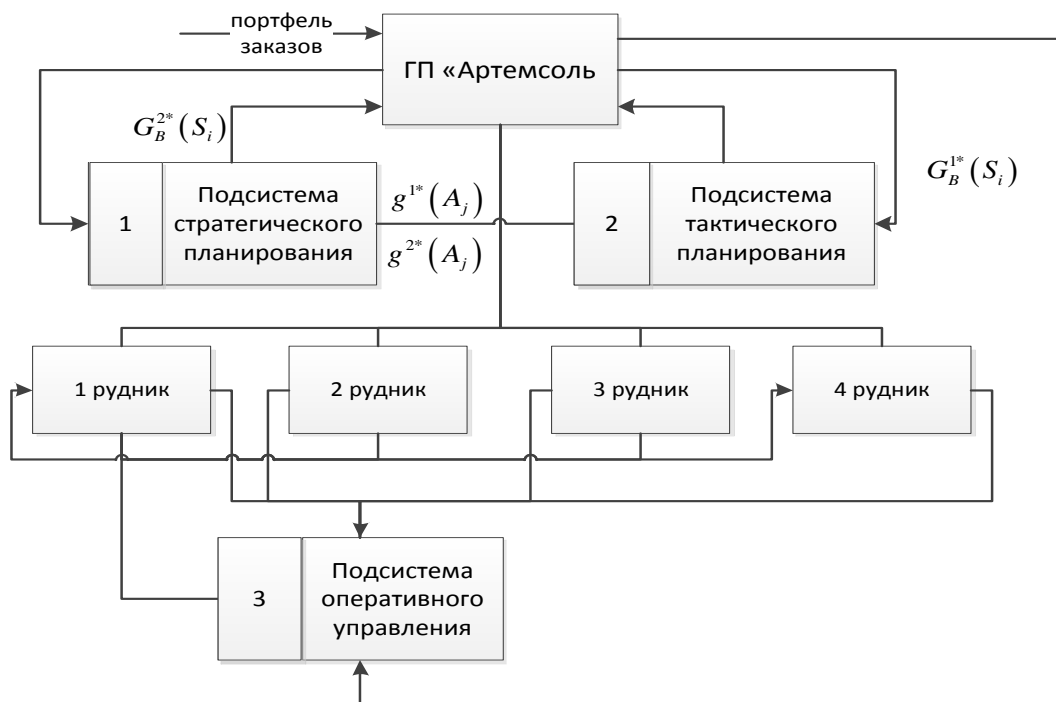 портфель
заказов
ГП «Артемсоль
G_B^{2*}(S_i)
G_B^{1*}(S_i)
1
Подсистема
стратегического
планирования
g^{1*}(A_j)
g^{2*}(A_j)
2
Подсистема
тактического
планирования
1 рудник
2 рудник
3 рудник
4 рудник
3
Подсистема
оперативного
управления